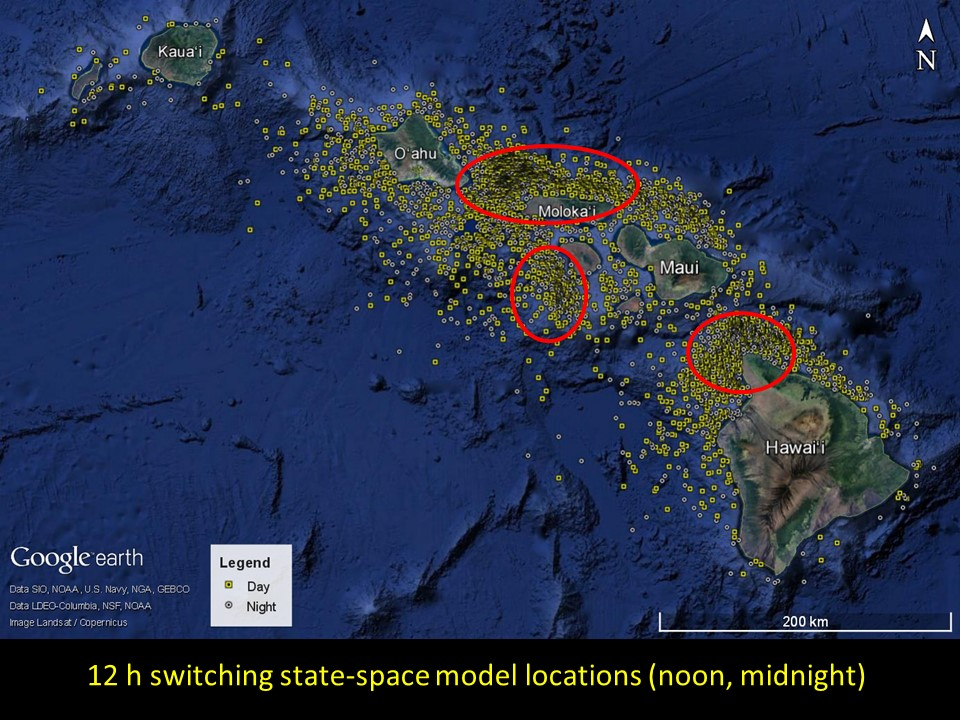 N
Kaua'i
O'ahu
Moloka'i
Maui
Hawai'i
Google earth
Data SIO, NOAA, U.S. Navy, NGA, GEBCO
Data LDEO-Columbia, NSF, NOAA
Image Landsat / Copernicus
Legend
Day
Night
200 km
12 h switching state-space model locations (noon, midnight)